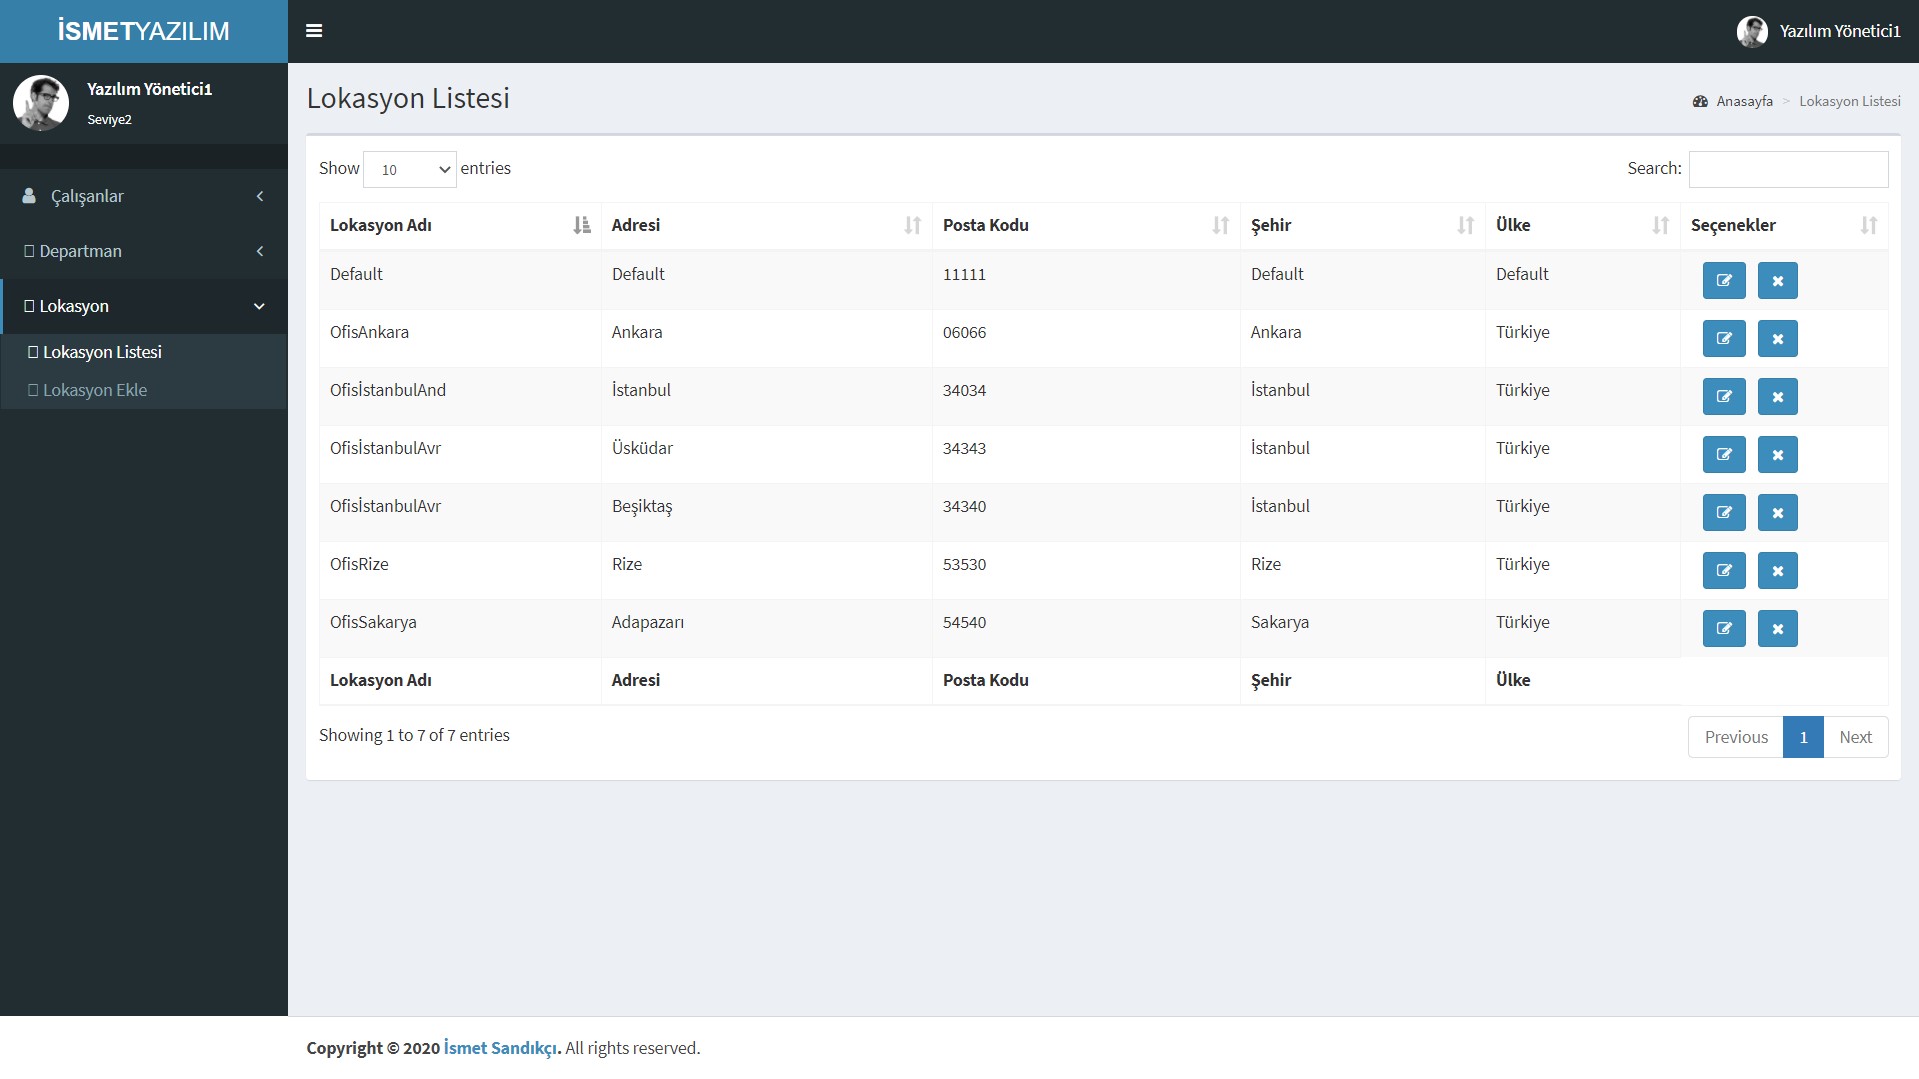 İSMETYAZILIM
Yazılım Yönetici1
Yazılım Yönetici1
Seviye2
Çalışanlar
Departman
Lokasyon
Lokasyon Listesi
Lokasyon Ekle
Lokasyon Listesi
Anasayfa > Lokasyon Listesi
Show 10 entries
Search:
Lokasyon Adı Adresi Posta Kodu Şehir Ülke Seçenekler
Default Default 11111 Default Default
OfisAnkara Ankara 06066 Ankara Türkiye
OfisİstanbulAnd İstanbul 34034 İstanbul Türkiye
OfisİstanbulAvr Üsküdar 34343 İstanbul Türkiye
OfisİstanbulAvr Beşiktaş 34340 İstanbul Türkiye
OfisRize Rize 53530 Rize Türkiye
OfisSakarya Adapazarı 54540 Sakarya Türkiye
Lokasyon Adı Adresi Posta Kodu Şehir Ülke
Showing 1 to 7 of 7 entries
Previous 1 Next
Copyright © 2020 İsmet Sandıkçı. All rights reserved.